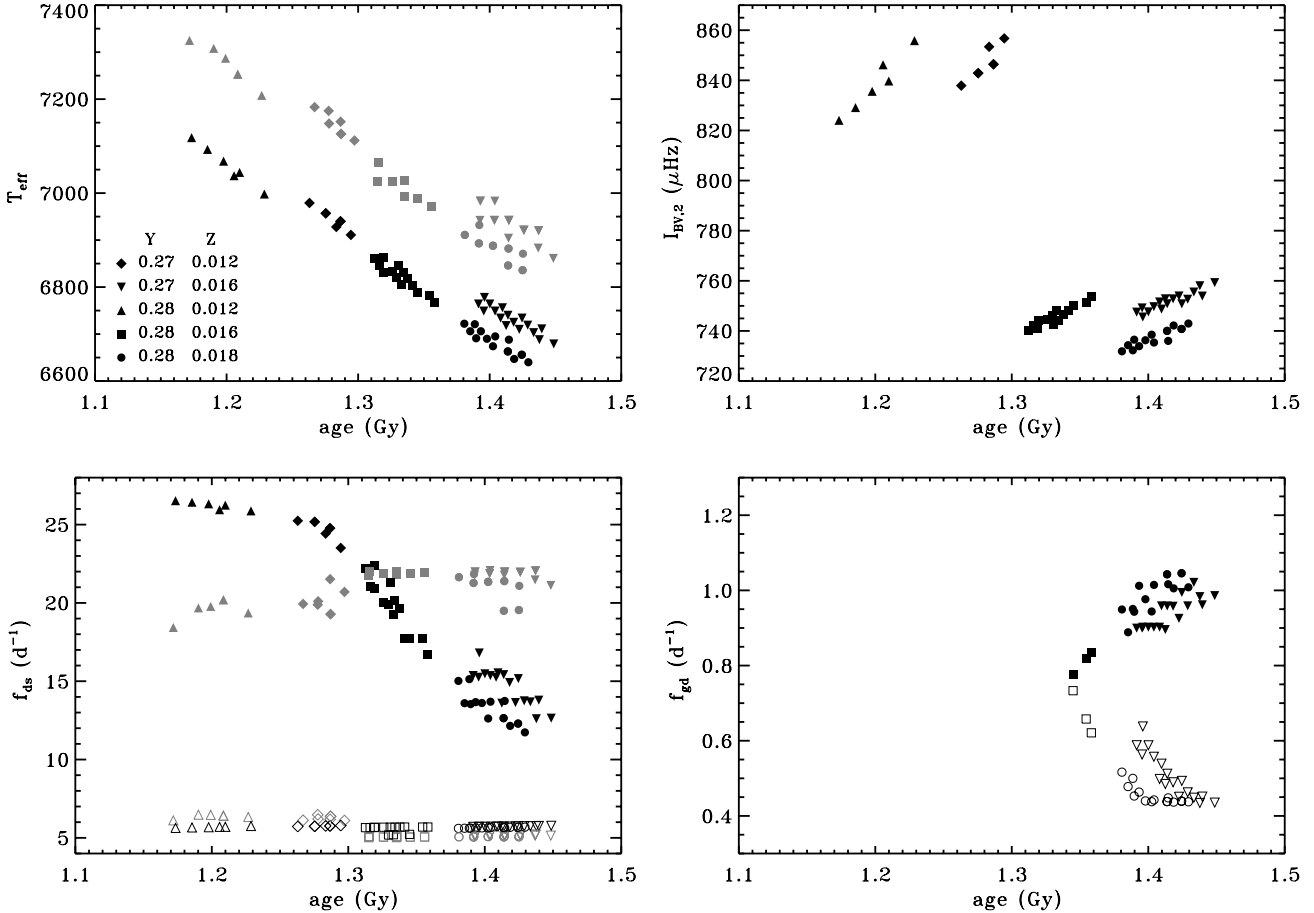 7400
7200
7000
6800
6600
T_eff
Y Z
0.27 0.012
0.27 0.016
0.28 0.012
0.28 0.016
0.28 0.018
1.1 1.2 1.3 1.4 1.5
age (Gy)
860
840
820
800
780
760
740
720
I_BV,2 (μHz)
1.1 1.2 1.3 1.4 1.5
age (Gy)
25
20
15
10
5
f_ds (d⁻¹)
1.1 1.2 1.3 1.4 1.5
age (Gy)
1.2
1.0
0.8
0.6
0.4
f_gd (d⁻¹)
1.1 1.2 1.3 1.4 1.5
age (Gy)